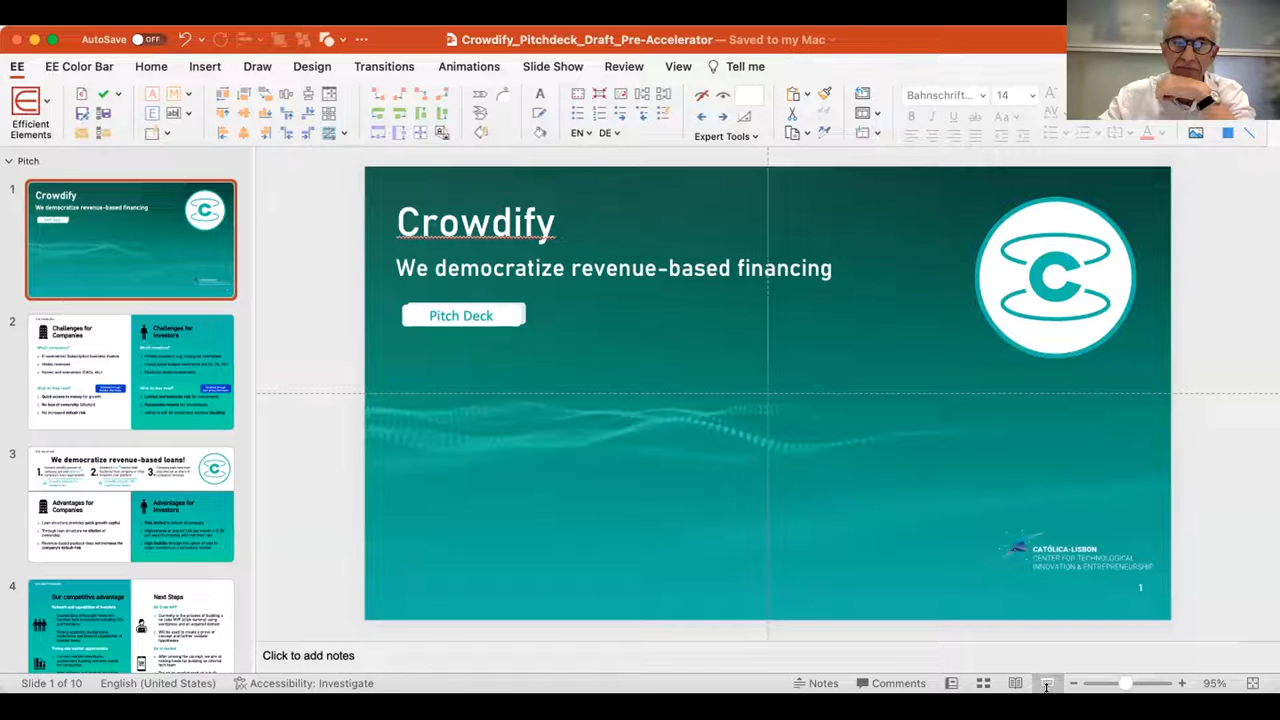 AutoSave OFF
Crowdify_Pitchdeck_Draft_Pre-Accelerator — Saved to my Mac
EE EE Color Bar Home Insert Draw Design Transitions Animations Slide Show Review View Tell me
Efficient
Elements
EN DE
Expert Tools
Bahnschrift... 14
Pitch
1
Crowdify
We democratize revenue-based financing
2
Challenges for
Companies
Challenges for
Investors
3
We democratize revenue-based loans!
1. 2. 3.
Advantages for
Companies
Advantages for
Investors
4
Our competitive advantage
Next Steps
Crowdify
We democratize revenue-based financing
Pitch Deck
C
CATÓLICA-LISBON
CENTER FOR TECHNOLOGICAL
INNOVATION & ENTREPRENEURSHIP
1
Click to add notes
Slide 1 of 10 English (United States) Accessibility: Investigate Notes Comments 95%